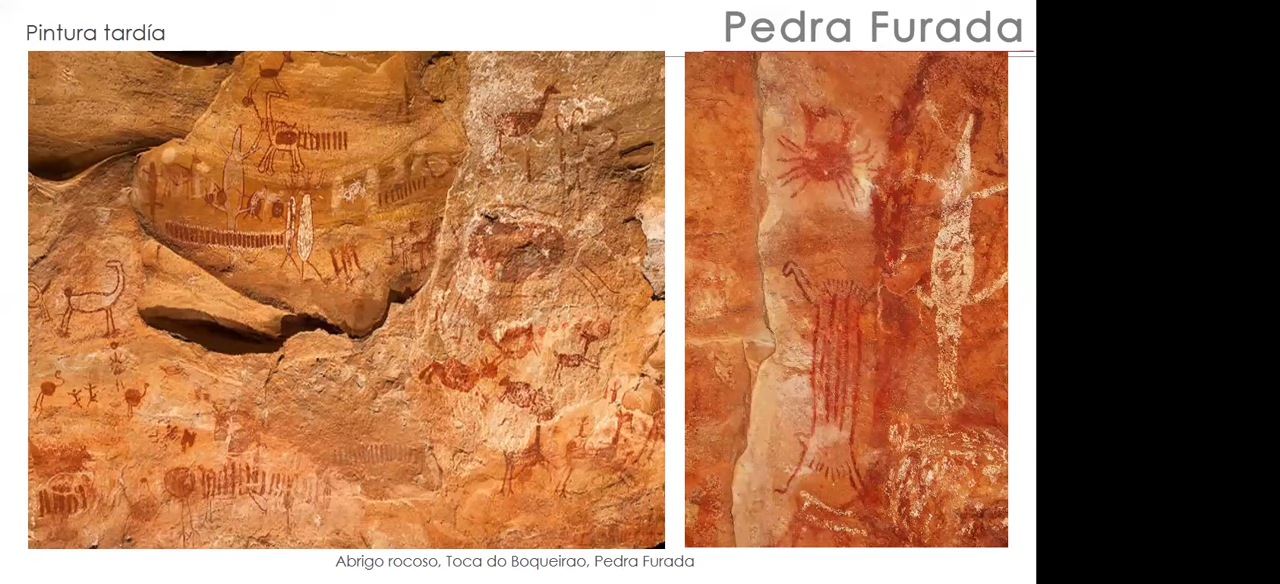 Pintura tardía
Pedra Furada
Abrigo rocoso, Toca do Boqueirao, Pedra Furada